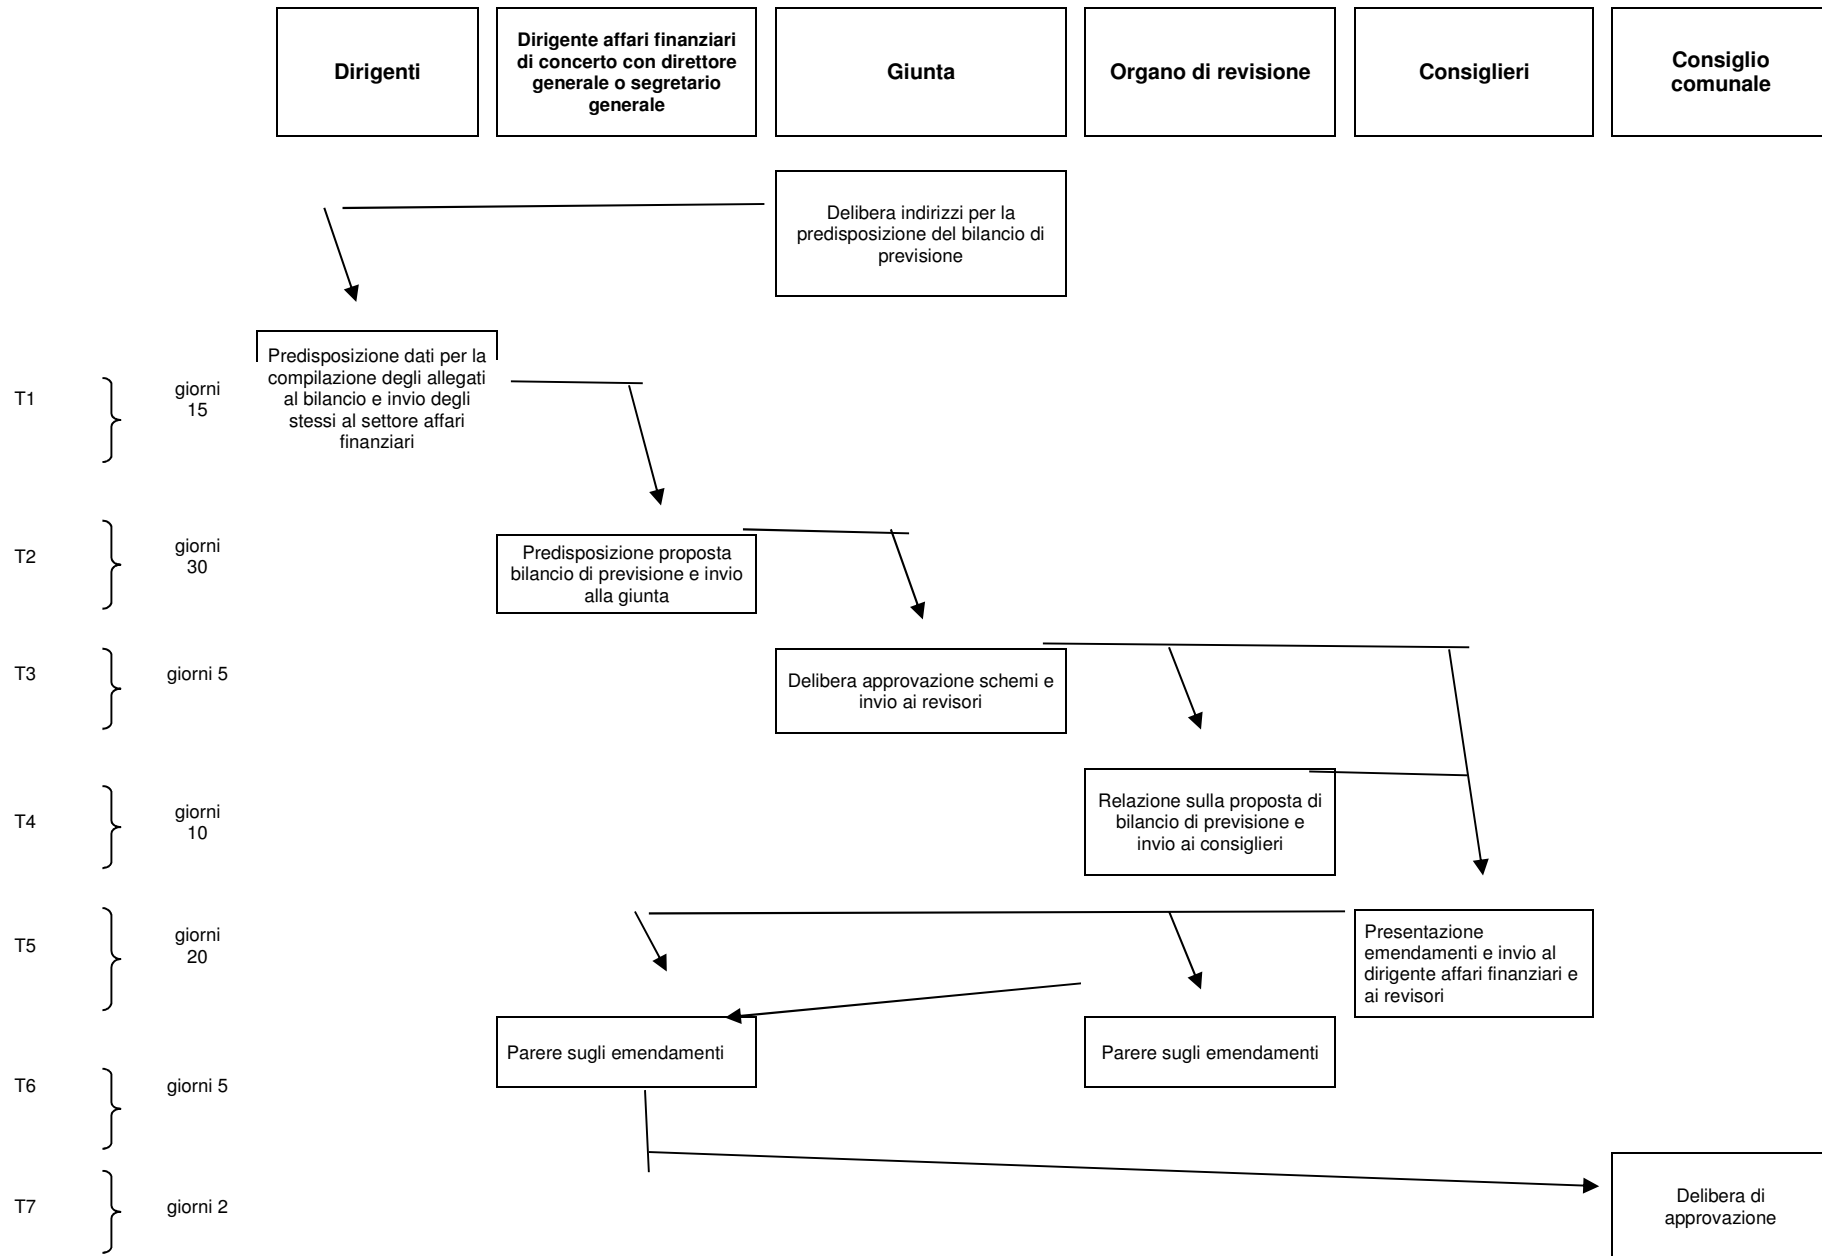 Dirigenti
Dirigente affari finanziari
di concerto con direttore
generale o segretario
generale
Giunta
Organo di revisione
Consiglieri
Consiglio
comunale
Delibera indirizzi per la
predisposizione del bilancio di
previsione
T1
giorni
15
Predisposizione dati per la
compilazione degli allegati
al bilancio e invio degli
stessi al settore affari
finanziari
T2
giorni
30
Predisposizione proposta
bilancio di previsione e invio
alla giunta
T3
giorni 5
Delibera approvazione schemi e
invio ai revisori
T4
giorni
10
Relazione sulla proposta di
bilancio di previsione e
invio ai consiglieri
T5
giorni
20
Presentazione
emendamenti e invio al
dirigente affari finanziari e
ai revisori
Parere sugli emendamenti
Parere sugli emendamenti
T6
giorni 5
T7
giorni 2
Delibera di
approvazione